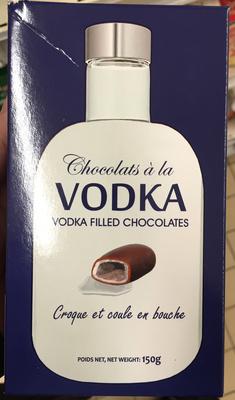 Chocolats à la
VODKA
VODKA FILLED CHOCOLATES
Croque et coule en bouche
POIDS NET, NET WEIGHT: 150g